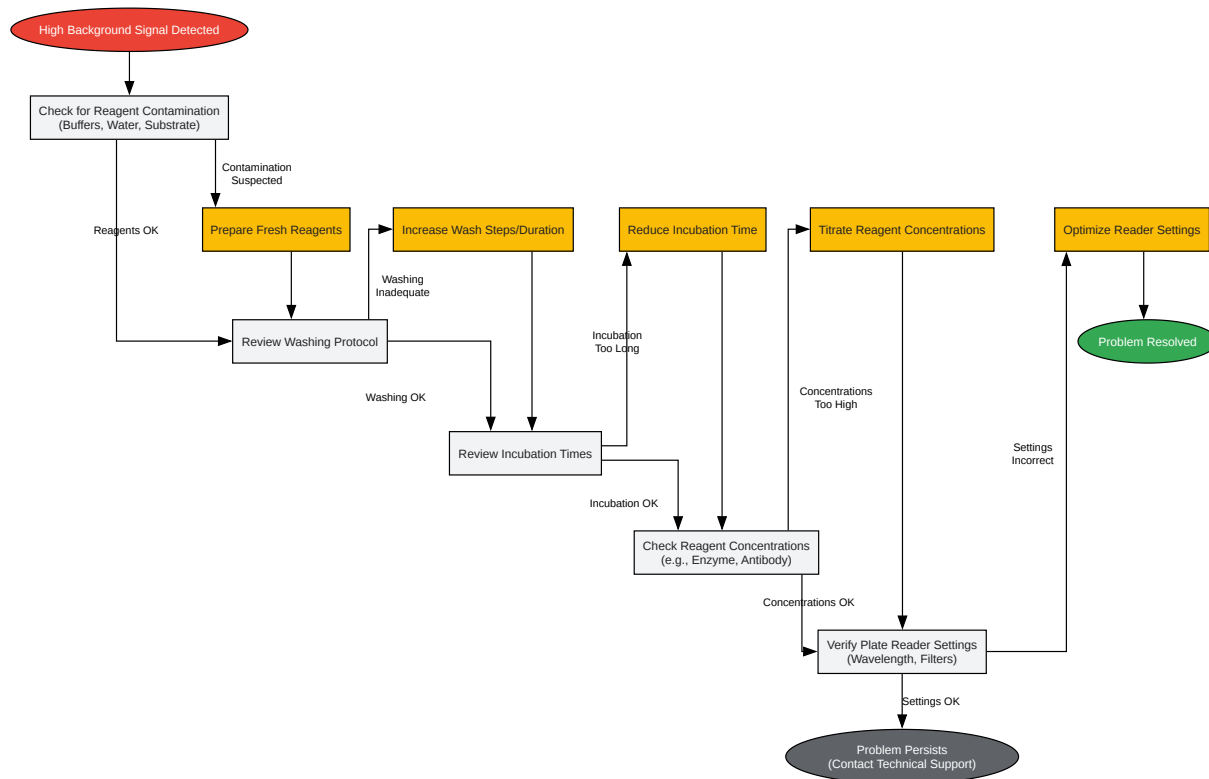 High Background Signal Detected
Check for Reagent Contamination
(Buffers, Water, Substrate)
Contamination
Suspected
Reagents OK
Prepare Fresh Reagents
Increase Wash Steps/Duration
Reduce Incubation Time
Titrate Reagent Concentrations
Optimize Reader Settings
Washing
Inadequate
Review Washing Protocol
Incubation
Too Long
Problem Resolved
Washing OK
Concentrations
Too High
Review Incubation Times
Settings
Incorrect
Incubation OK
Check Reagent Concentrations
(e.g., Enzyme, Antibody)
Concentrations OK
Verify Plate Reader Settings
(Wavelength, Filters)
Settings OK
Problem Persists
(Contact Technical Support)